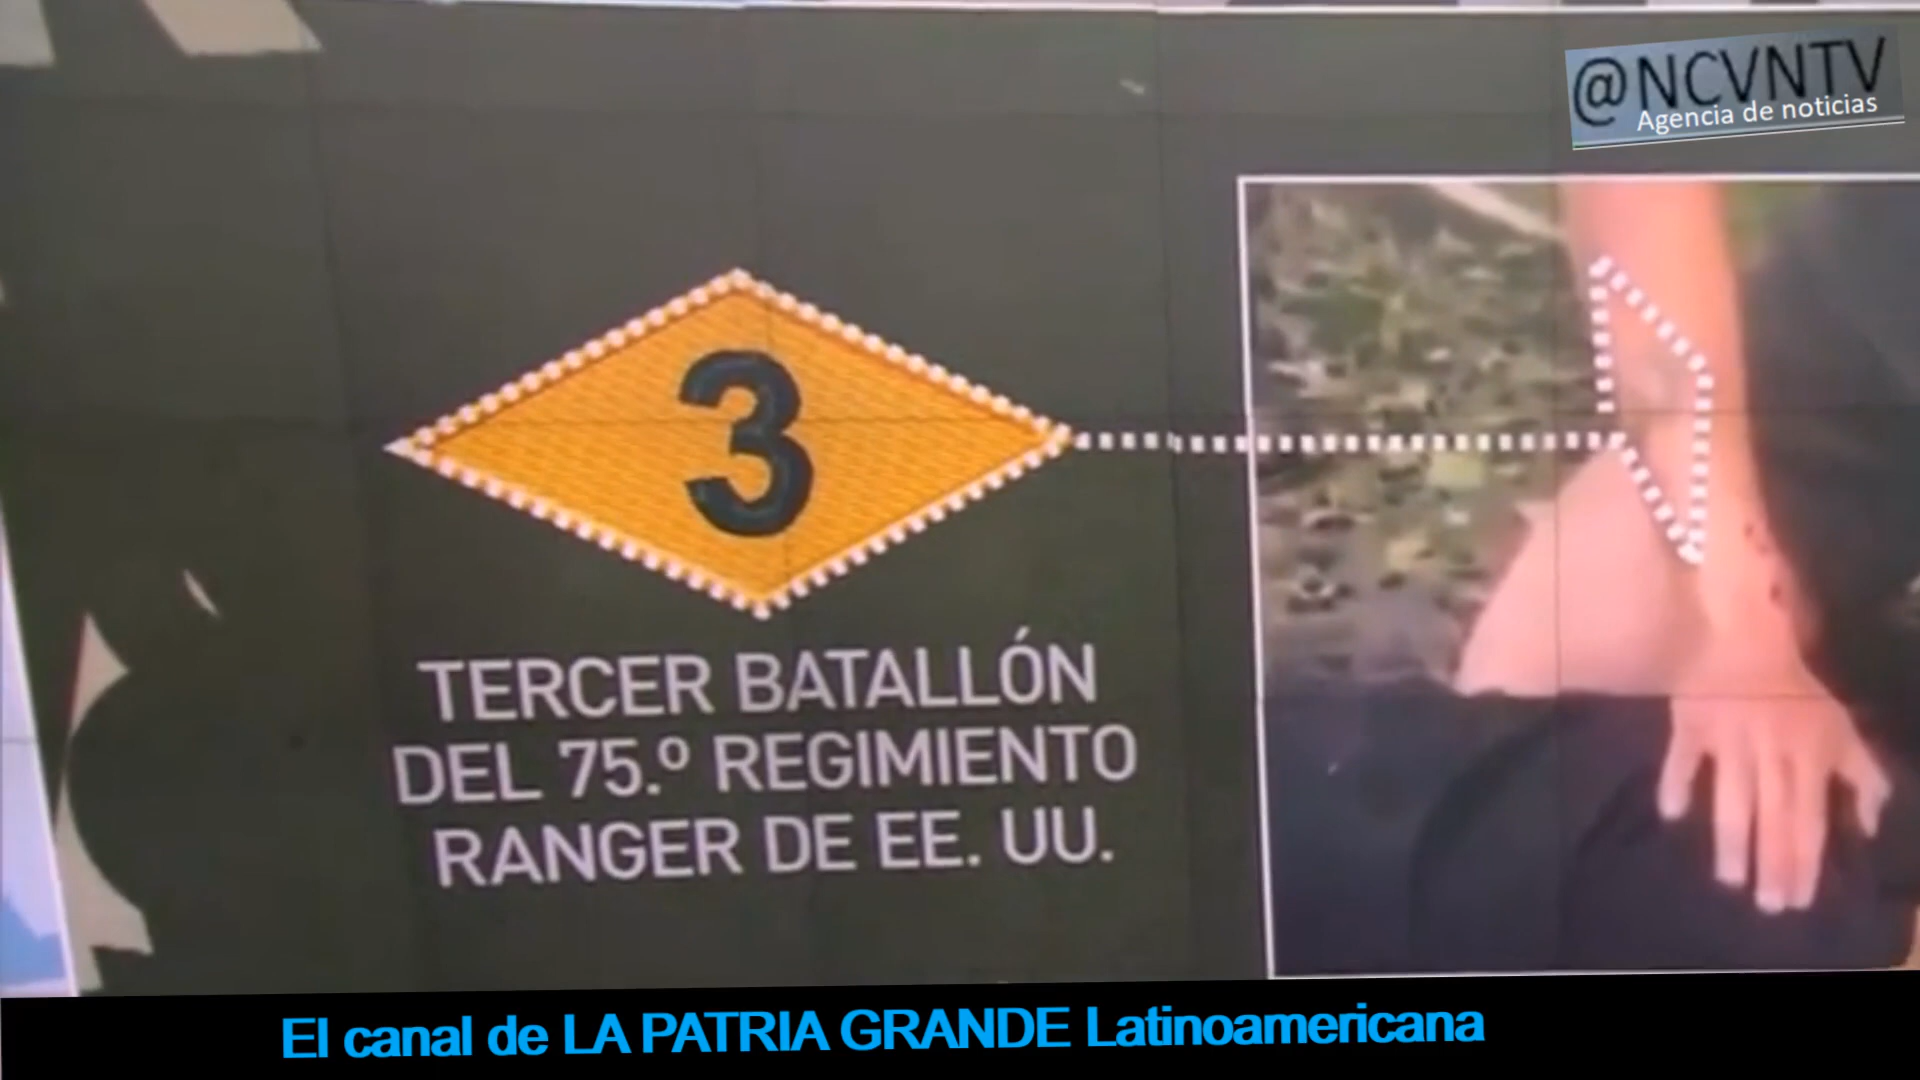 @NCVNTV
Agencia de noticias
3
TERCER BATALLÓN
DEL 75.º REGIMIENTO
RANGER DE EE. UU.
El canal de LA PATRIA GRANDE Latinoamericana